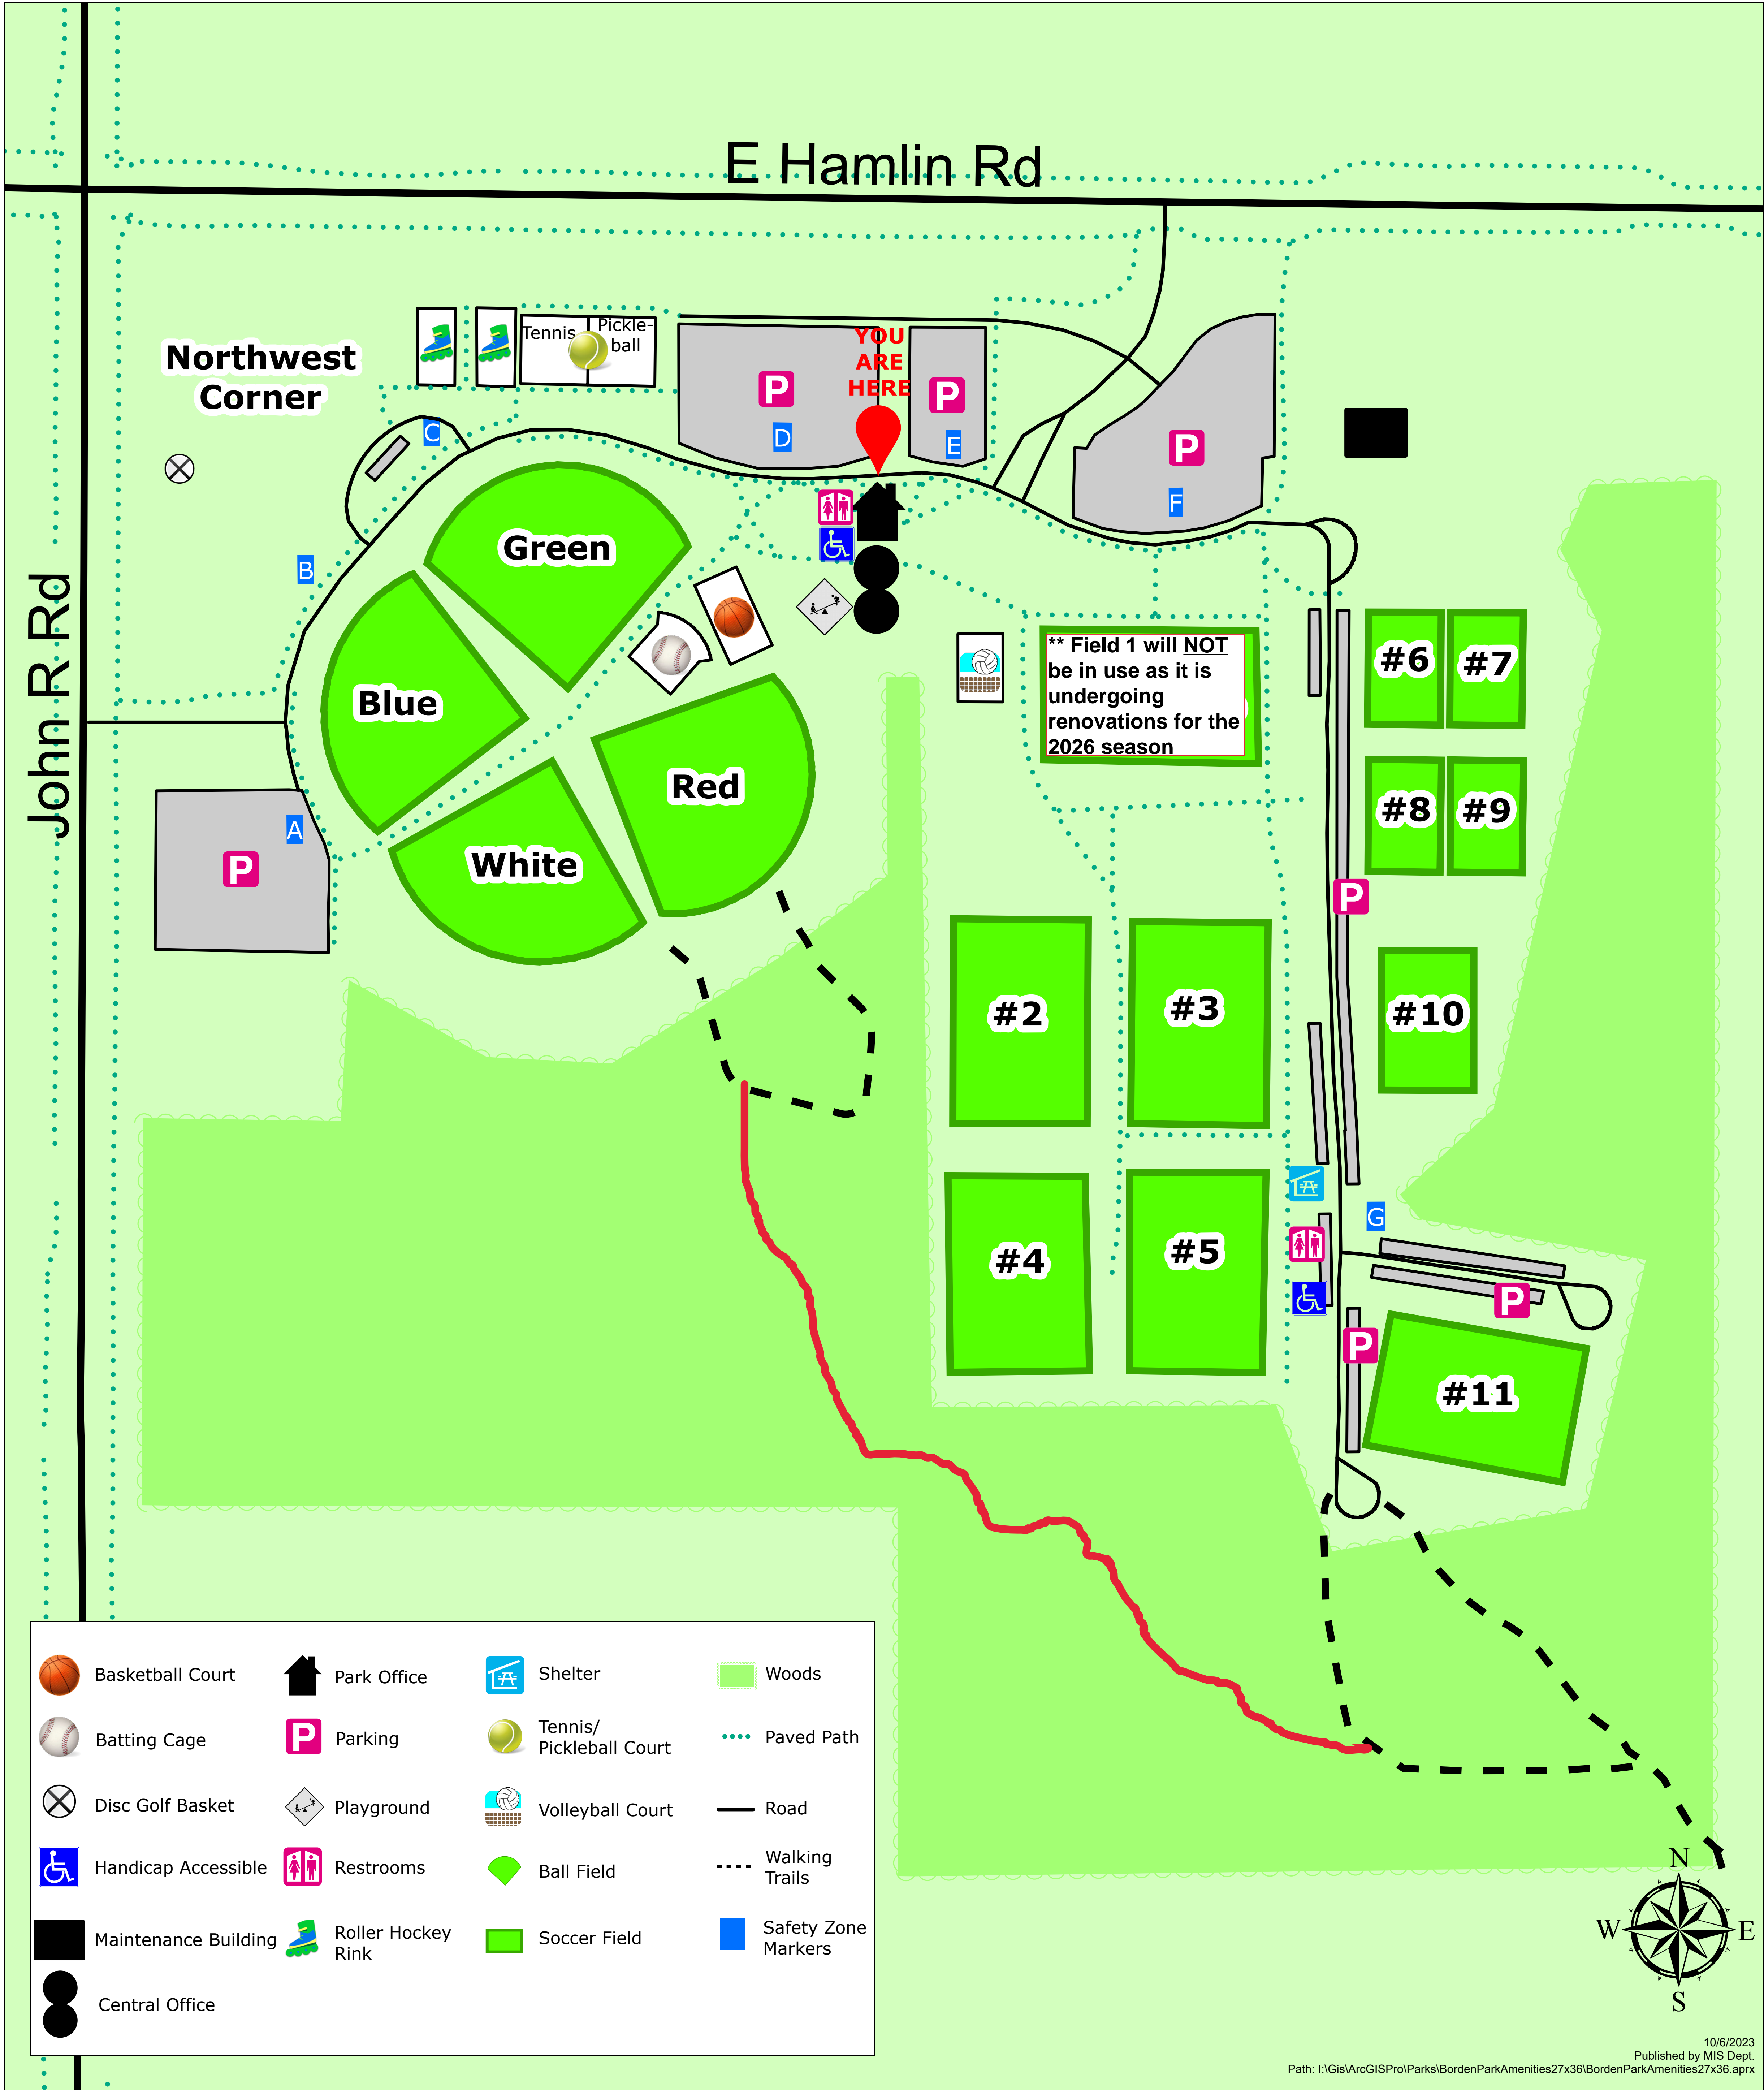 E Hamlin Rd
John R Rd
Northwest
Corner
Tennis
Pickle-
ball
YOU
ARE
HERE
P
P
P
C
D
E
F
B
Green
Blue
Red
White
A
P
** Field 1 will NOT
be in use as it is
undergoing
renovations for the
2026 season
#6
#7
#8
#9
P
#2
#3
#10
#4
#5
G
P
P
#11
Basketball Court
Batting Cage
Disc Golf Basket
Handicap Accessible
Maintenance Building
Central Office
Park Office
P
Parking
Playground
Restrooms
Roller Hockey
Rink
Shelter
Tennis/
Pickleball Court
Volleyball Court
Ball Field
Soccer Field
Woods
Paved Path
Road
Walking
Trails
Safety Zone
Markers
N
W
E
S
10/6/2023
Published by MIS Dept.
Path: I:\Gis\ArcGISPro\Parks\BordenParkAmenities27x36\BordenParkAmenities27x36.aprx